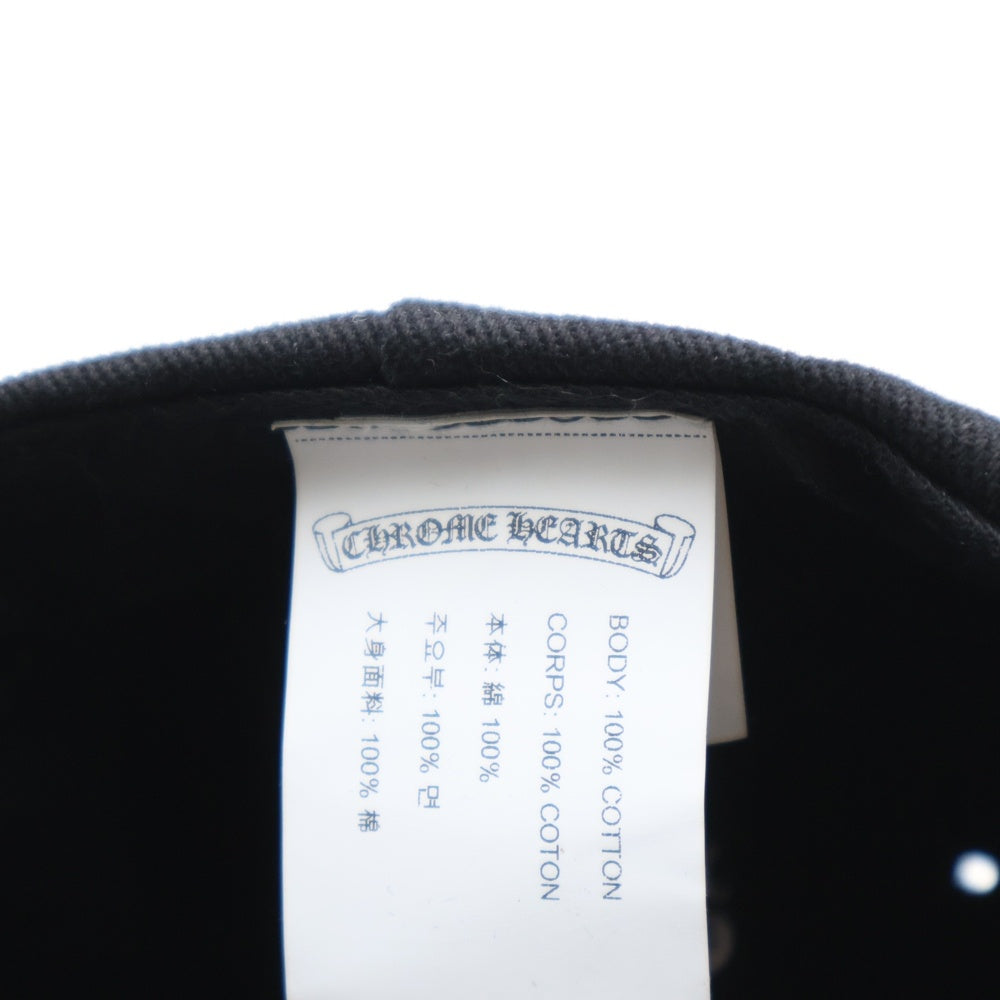 CHROME HEARTS
BODY: 100% COTTON
CORPS: 100% COTON
本体: 綿 100%
주요부: 100% 면
大身面料: 100% 棉